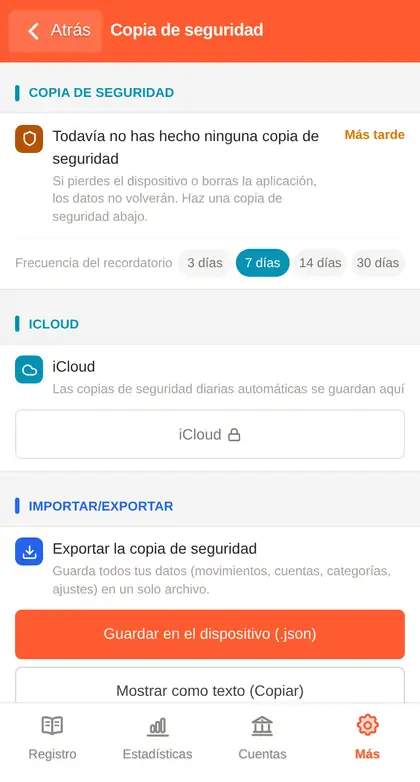 Atrás
Copia de seguridad
COPIA DE SEGURIDAD
Todavía no has hecho ninguna copia de
seguridad
Más tarde
Si pierdes el dispositivo o borras la aplicación,
los datos no volverán. Haz una copia de
seguridad abajo.
Frecuencia del recordatorio 3 días 7 días 14 días 30 días
ICLOUD
iCloud
Las copias de seguridad diarias automáticas se guardan aquí
iCloud
IMPORTAR/EXPORTAR
Exportar la copia de seguridad
Guarda todos tus datos (movimientos, cuentas, categorías,
ajustes) en un solo archivo.
Guardar en el dispositivo (.json)
Mostrar como texto (Copiar)
Registro Estadísticas Cuentas Más